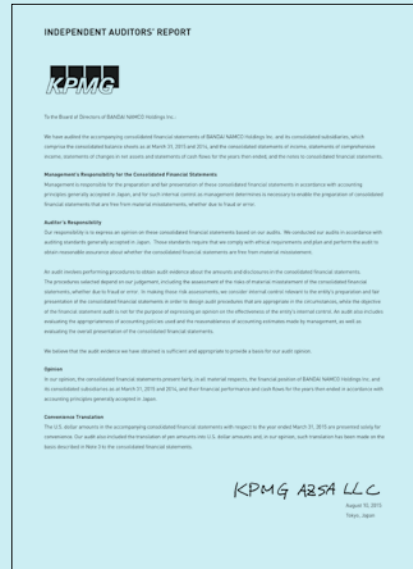 INDEPENDENT AUDITORS' REPORT
KPMG
To the Board of Directors of BANDAI NAMCO Holdings Inc.:
We have audited the accompanying consolidated financial statements of BANDAI NAMCO Holdings Inc. and its consolidated subsidiaries, which
comprise the consolidated balance sheets as at March 31, 2015 and 2014, and the consolidated statements of income, statements of comprehensive
income, statements of changes in net assets and statements of cash flows for the years then ended, and the notes to consolidated financial statements.
Management's Responsibility for the Consolidated Financial Statements
Management is responsible for the preparation and fair presentation of these consolidated financial statements in accordance with accounting
principles generally accepted in Japan, and for such internal control as management determines is necessary to enable the preparation of consolidated
financial statements that are free from material misstatements, whether due to fraud or error.
Auditor's Responsibility
Our responsibility is to express an opinion on these consolidated financial statements based on our audits. We conducted our audits in accordance with
auditing standards generally accepted in Japan. Those standards require that we comply with ethical requirements and plan and perform the audit to
obtain reasonable assurance about whether the consolidated financial statements are free from material misstatement.
An audit involves performing procedures to obtain audit evidence about the amounts and disclosures in the consolidated financial statements.
The procedures selected depend on our judgement, including the assessment of the risks of material misstatement of the consolidated financial
statements, whether due to fraud or error. In making those risk assessments, we consider internal control relevant to the entity's preparation and fair
presentation of the consolidated financial statements in order to design audit procedures that are appropriate in the circumstances, while the objective
of the financial statement audit is not for the purpose of expressing an opinion on the effectiveness of the entity's internal control. An audit also includes
evaluating the appropriateness of accounting policies used and the reasonableness of accounting estimates made by management, as well as
evaluating the overall presentation of the consolidated financial statements.
We believe that the audit evidence we have obtained is sufficient and appropriate to provide a basis for our audit opinion.
Opinion
In our opinion, the consolidated financial statements present fairly, in all material respects, the financial position of BANDAI NAMCO Holdings Inc. and
its consolidated subsidiaries as at March 31, 2015 and 2014, and their financial performance and cash flows for the years then ended in accordance with
accounting principles generally accepted in Japan.
Convenience Translation
The U.S. dollar amounts in the accompanying consolidated financial statements with respect to the year ended March 31, 2015 are presented solely for
convenience. Our audit also included the translation of yen amounts into U.S. dollar amounts and, in our opinion, such translation has been made on the
basis described in Note 3 to the consolidated financial statements.
KPMG AZSA LLC
August 10, 2015
Tokyo, Japan